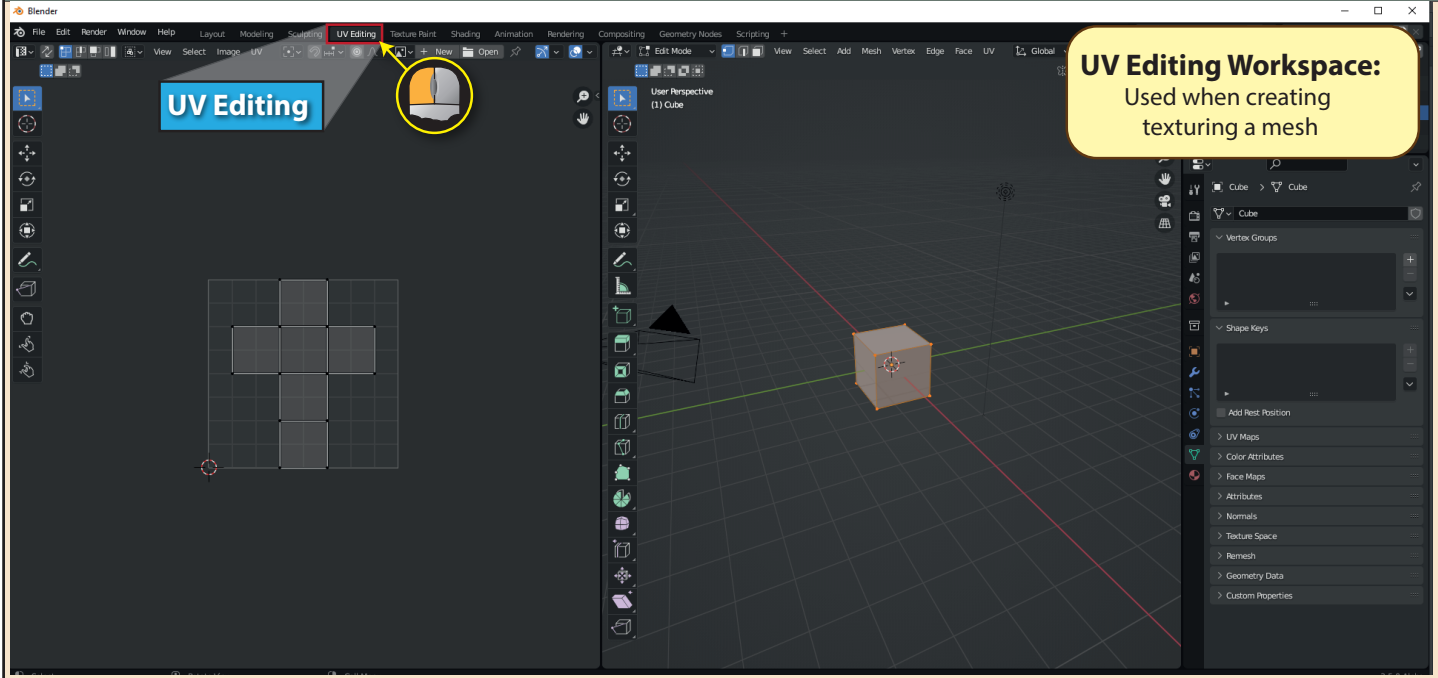 Blender
File Edit Render Window Help Layout Modeling Sculpting UV Editing Texture Paint Shading Animation Rendering Compositing Geometry Nodes Scripting +
View Select Image UV + New Open
Edit Mode View Select Add Mesh Vertex Edge Face UV Global
UV Editing
User Perspective
(1) Cube
UV Editing Workspace:
Used when creating
texturing a mesh
Cube > Cube
Cube
Vertex Groups
Shape Keys
Add Rest Position
UV Maps
Color Attributes
Face Maps
Attributes
Normals
Texture Space
Remesh
Geometry Data
Custom Properties